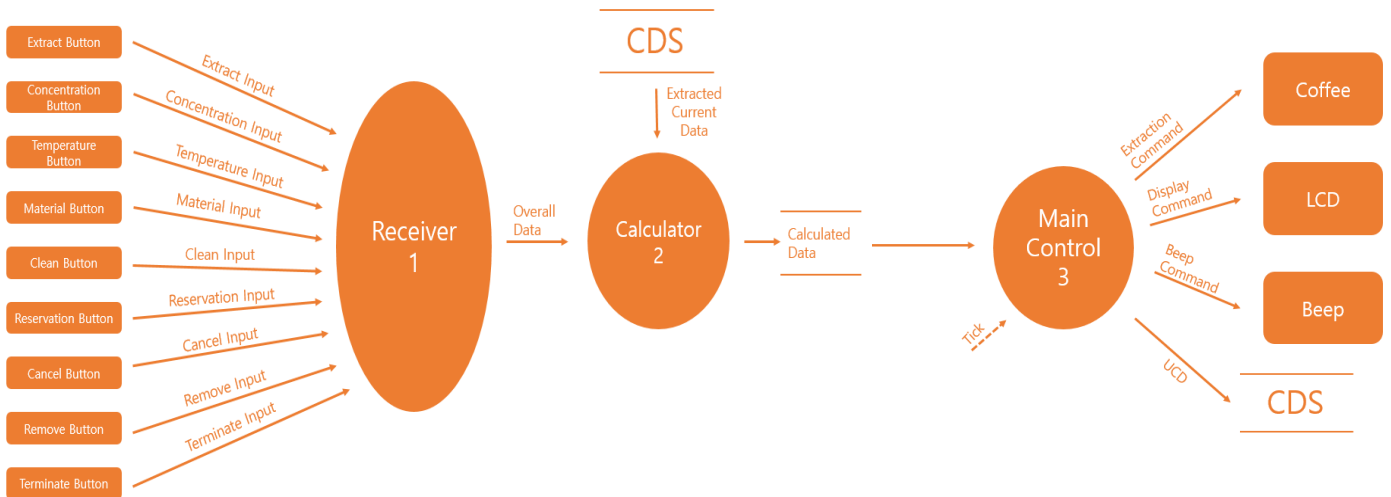 Extract Button
Concentration
Button
Temperature
Button
Material Button
Clean Button
Reservation Button
Cancel Button
Remove Button
Terminate Button
Extract Input
Concentration Input
Temperature Input
Material Input
Clean Input
Reservation Input
Cancel Input
Remove Input
Terminate Input
Receiver
1
Overall
Data
CDS
Extracted
Current
Data
Calculator
2
Calculated
Data
Tick
Main
Control
3
Extraction
Command
Display
Command
Beep
Command
UCD
Coffee
LCD
Beep
CDS